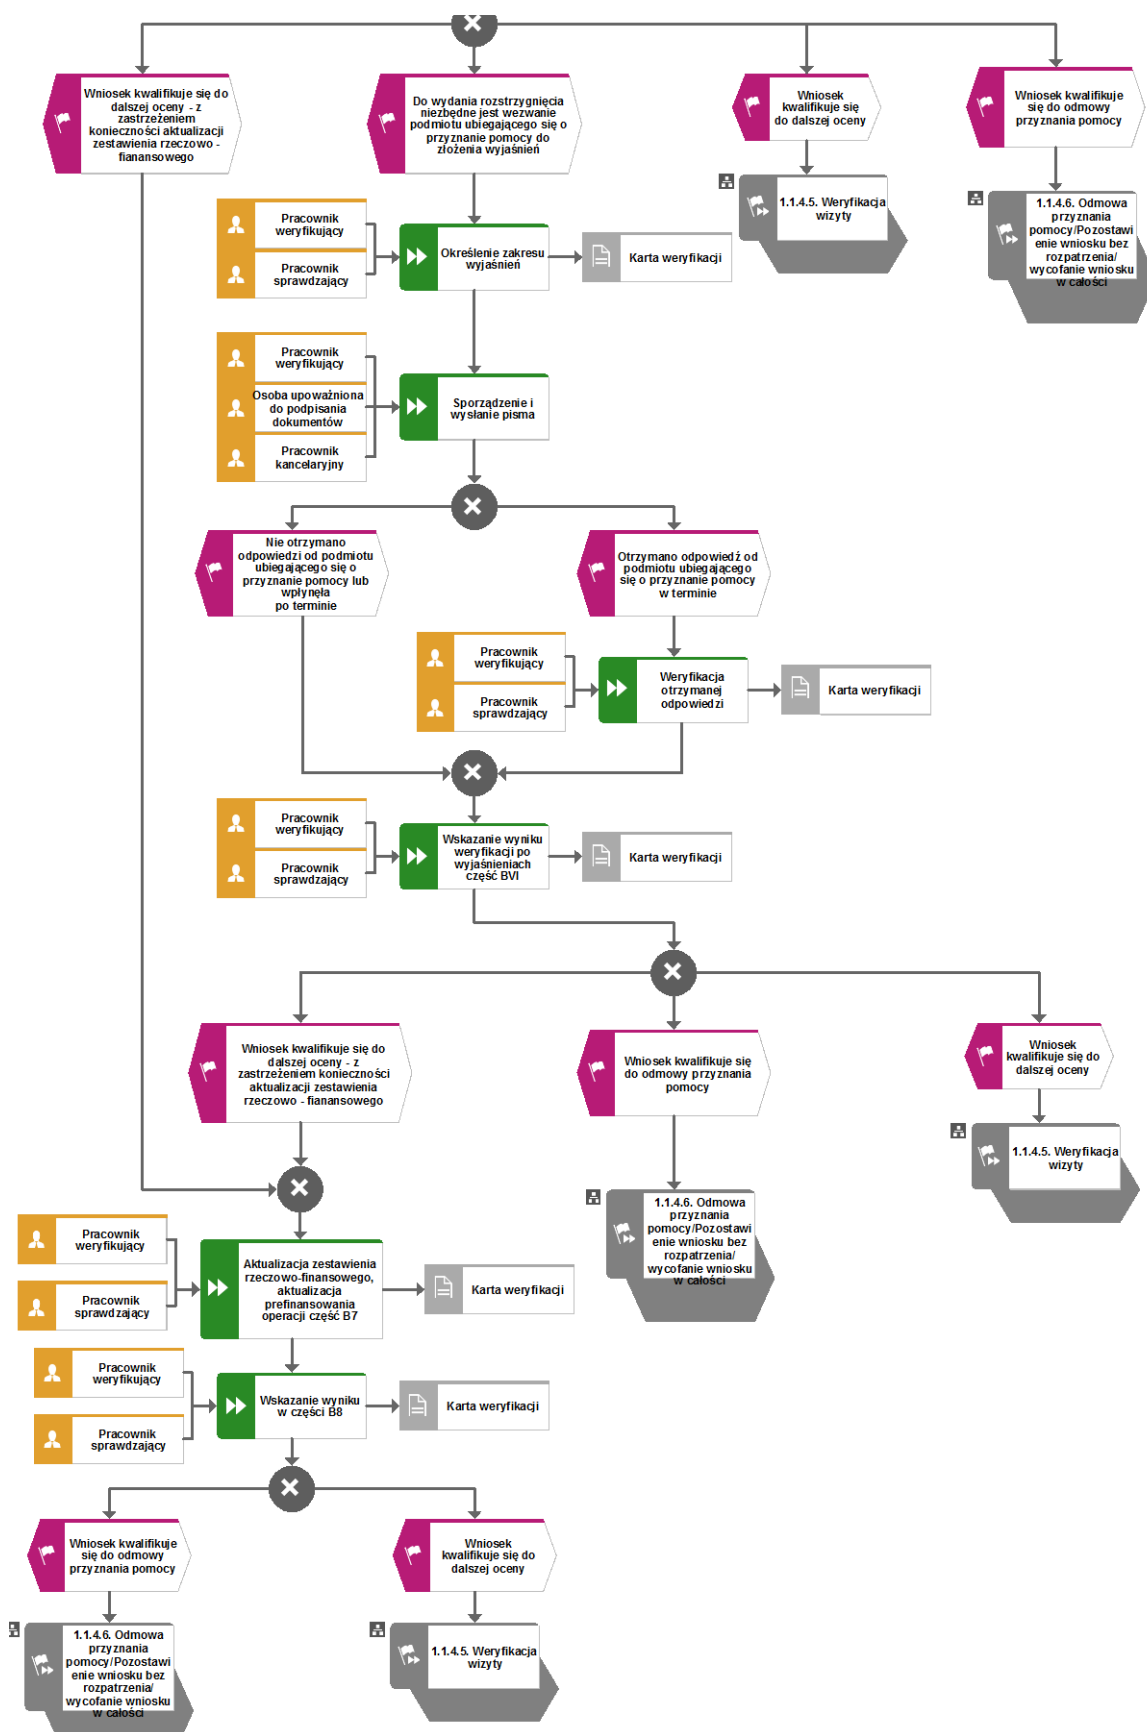 Wniosek kwalifikuje się do
dalszej oceny - z
zastrzeżeniem
konieczności aktualizacji
zestawienia rzeczowo -
fianansowego
Do wydania rozstrzygnięcia
niezbędne jest wezwanie
podmiotu ubiegającego się o
przyznanie pomocy do
złożenia wyjaśnień
Wniosek
kwalifikuje się
do dalszej oceny
Wniosek kwalifikuje
się do odmowy
przyznania pomocy
1.1.4.5. Weryfikacja
wizyty
1.1.4.6. Odmowa
przyznania
pomocy/Pozostawi
enie wniosku bez
rozpatrzenia/
wycofanie wniosku
w całości
Pracownik
weryfikujący
Pracownik
sprawdzający
Określenie zakresu
wyjaśnień
Karta weryfikacji
Pracownik
weryfikujący
Osoba upoważniona
do podpisania
dokumentów
Pracownik
kancelaryjny
Sporządzenie i
wysłanie pisma
Nie otrzymano
odpowiedzi od podmiotu
ubiegającego się o
przyznanie pomocy lub
wpłynęła
po terminie
Otrzymano odpowiedź od
podmiotu ubiegającego
się o przyznanie pomocy
w terminie
Pracownik
weryfikujący
Pracownik
sprawdzający
Weryfikacja
otrzymanej
odpowiedzi
Karta weryfikacji
Pracownik
weryfikujący
Pracownik
sprawdzający
Wskazanie wyniku
weryfikacji po
wyjaśnieniach
część BVI
Karta weryfikacji
Wniosek kwalifikuje się do
dalszej oceny - z
zastrzeżeniem konieczności
aktualizacji zestawienia
rzeczowo - fianansowego
Wniosek kwalifikuje się
do odmowy przyznania
pomocy
Wniosek
kwalifikuje się do
dalszej oceny
1.1.4.5. Weryfikacja
wizyty
1.1.4.6. Odmowa
przyznania
pomocy/Pozostawi
enie wniosku bez
rozpatrzenia/
wycofanie wniosku
w całości
Pracownik
weryfikujący
Pracownik
sprawdzający
Aktualizacja zestawienia
rzeczowo-finansowego,
aktualizacja
prefinansowania
operacji część B7
Karta weryfikacji
Pracownik
weryfikujący
Pracownik
sprawdzający
Wskazanie wyniku
w części B8
Karta weryfikacji
Wniosek kwalifikuje
się do odmowy
przyznania pomocy
Wniosek
kwalifikuje się do
dalszej oceny
1.1.4.6. Odmowa
przyznania
pomocy/Pozostawi
enie wniosku bez
rozpatrzenia/
wycofanie wniosku
w całości
1.1.4.5. Weryfikacja
wizyty